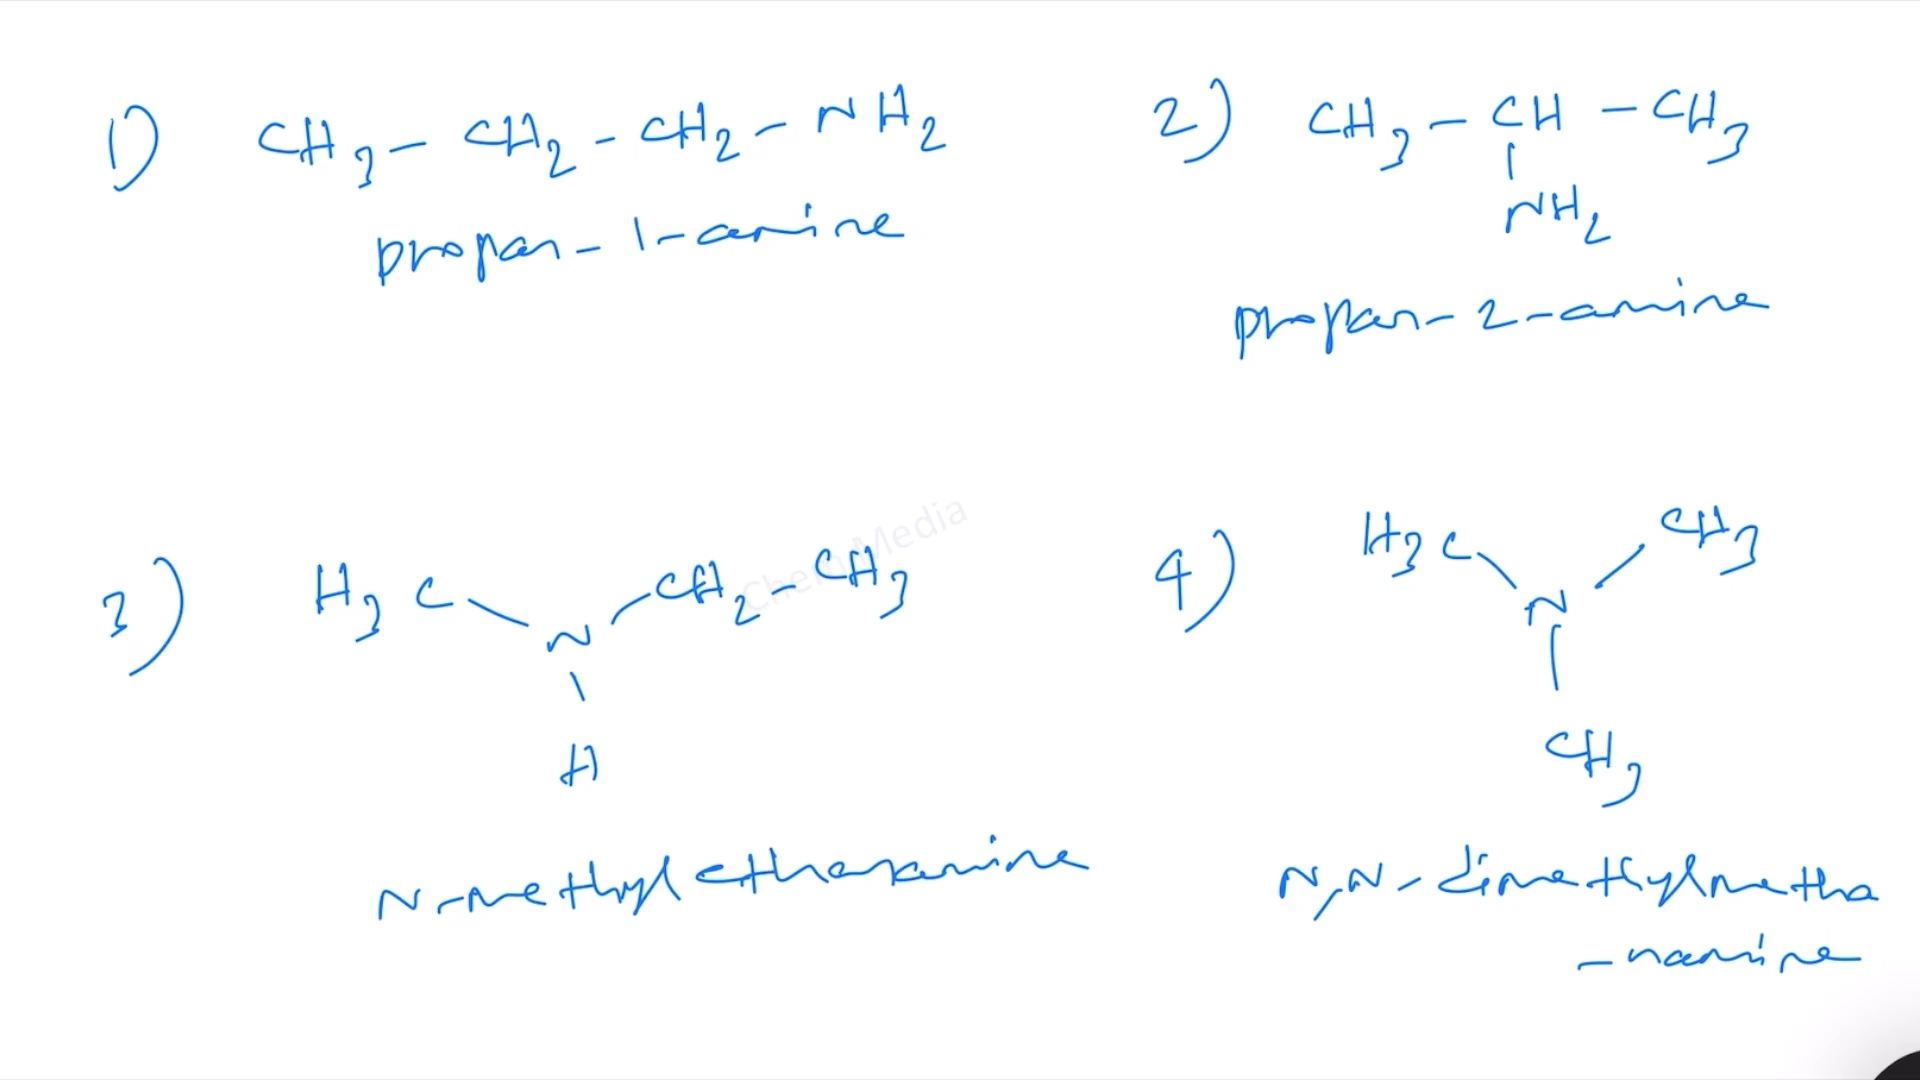 1) CH3 - CH2 - CH2 - NH2
propan-1-amine
2) CH3 - CH - CH3
NH2
propan-2-amine
3) H3C N CH2 - CH3
H
N-methylethanamine
4) H3C N CH3
CH3
N,N-dimethylmetha
-namine
ChemMedia